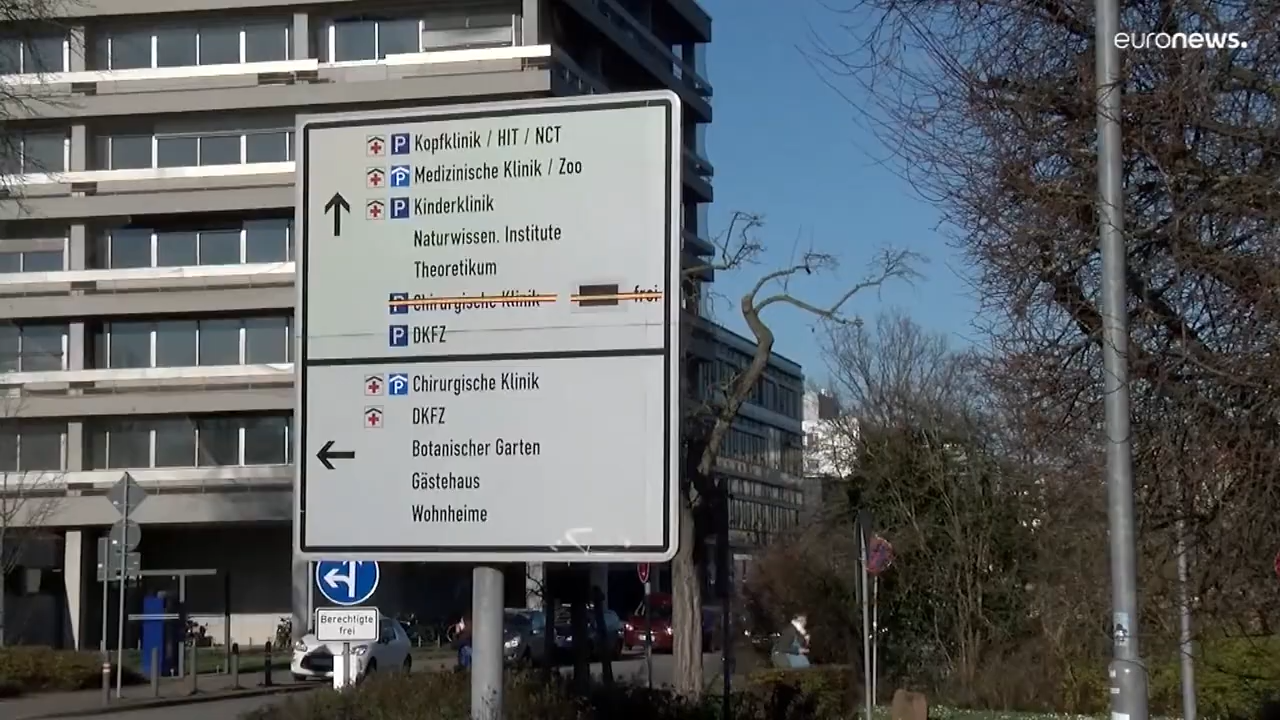 euronews.
P Kopfklinik / HIT / NCT
P Medizinische Klinik / Zoo
P Kinderklinik
Naturwissen. Institute
Theoretikum
P Chirurgische Klinik frei
P DKFZ
P Chirurgische Klinik
DKFZ
Botanischer Garten
Gästehaus
Wohnheime
Berechtigte
frei